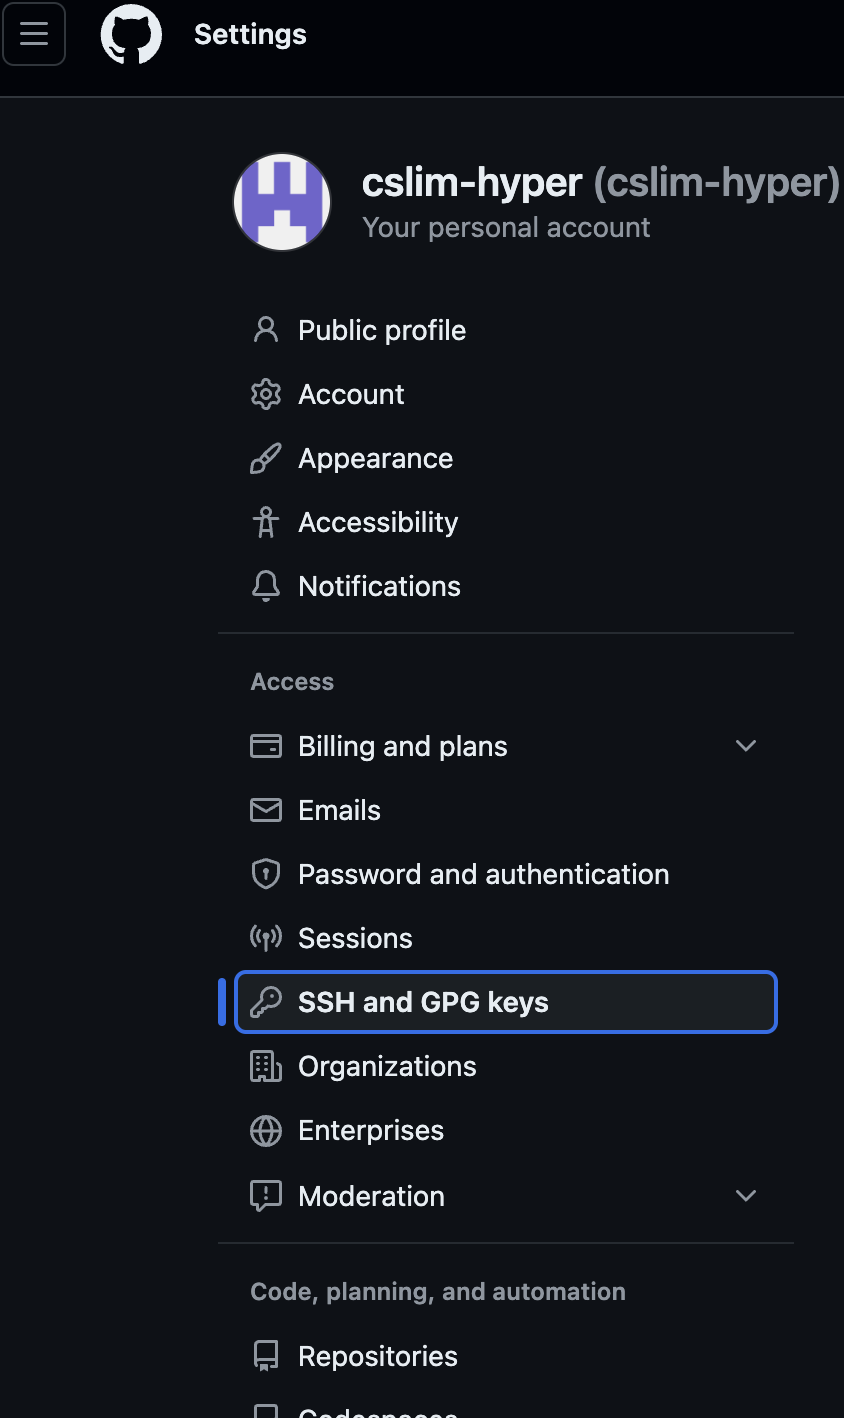 Settings
cslim-hyper (cslim-hyper)
Your personal account
Public profile
Account
Appearance
Accessibility
Notifications
Access
Billing and plans
Emails
Password and authentication
Sessions
SSH and GPG keys
Organizations
Enterprises
Moderation
Code, planning, and automation
Repositories
Codespaces